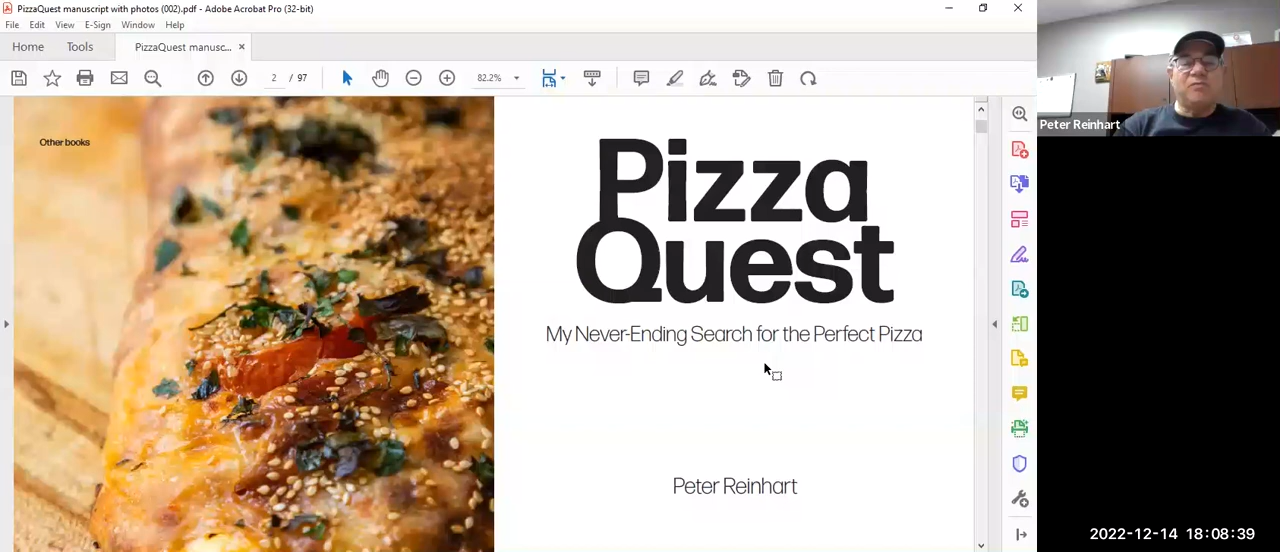 PizzaQuest manuscript with photos (002).pdf - Adobe Acrobat Pro (32-bit)
File Edit View E-Sign Window Help
Home Tools PizzaQuest manusc... ×
2 / 97 82.2%
Other books
Pizza
Quest
My Never-Ending Search for the Perfect Pizza
Peter Reinhart
Peter Reinhart
2022-12-14 18:08:39